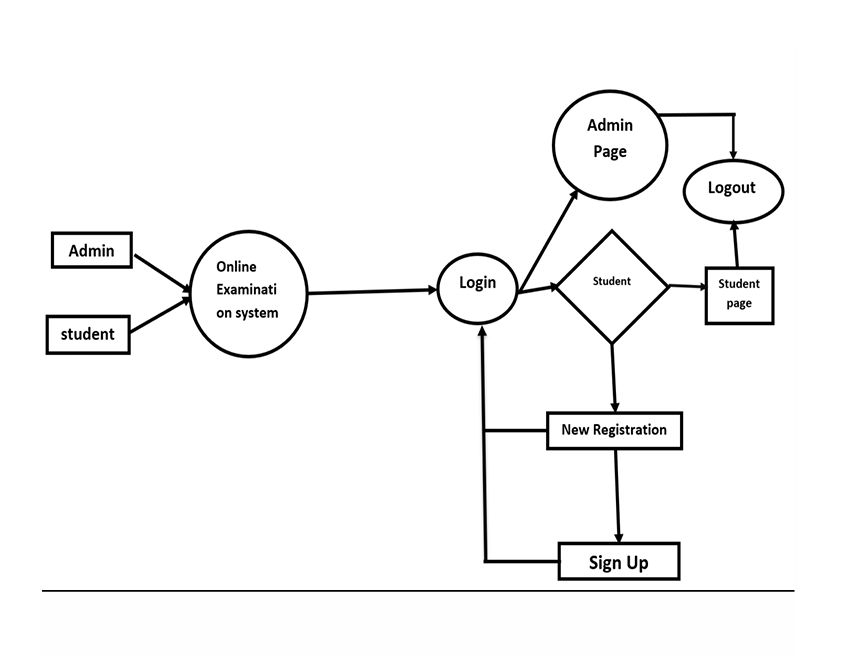 Admin
Page
Logout
Admin
Online
Examinati
on system
Login
Student
Student
page
student
New Registration
Sign Up